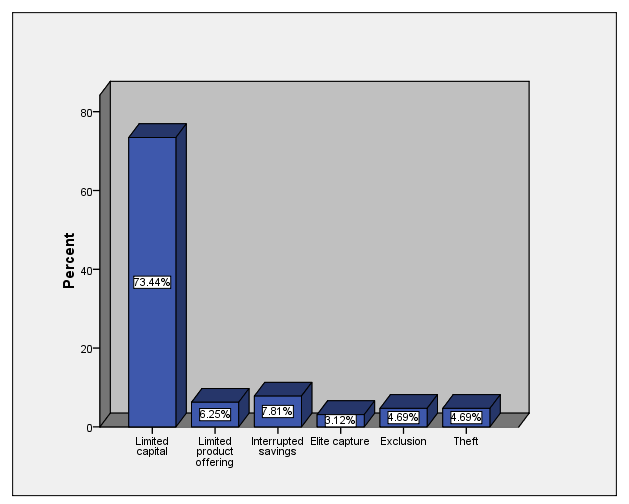 Percent
80
60
40
20
0
73.44%
6.25%
7.81%
3.12%
4.69%
4.69%
Limited
capital
Limited
product
offering
Interrupted
savings
Elite capture
Exclusion
Theft